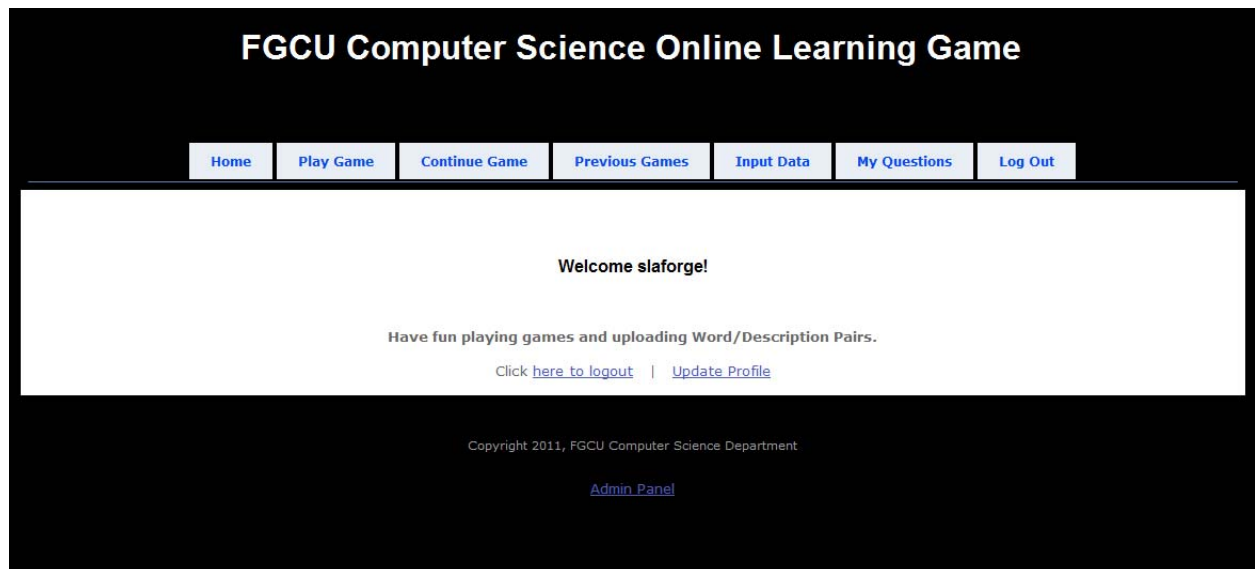 FGCU Computer Science Online Learning Game
Home Play Game Continue Game Previous Games Input Data My Questions Log Out
Welcome slaforge!
Have fun playing games and uploading Word/Description Pairs.
Click here to logout | Update Profile
Copyright 2011, FGCU Computer Science Department
Admin Panel